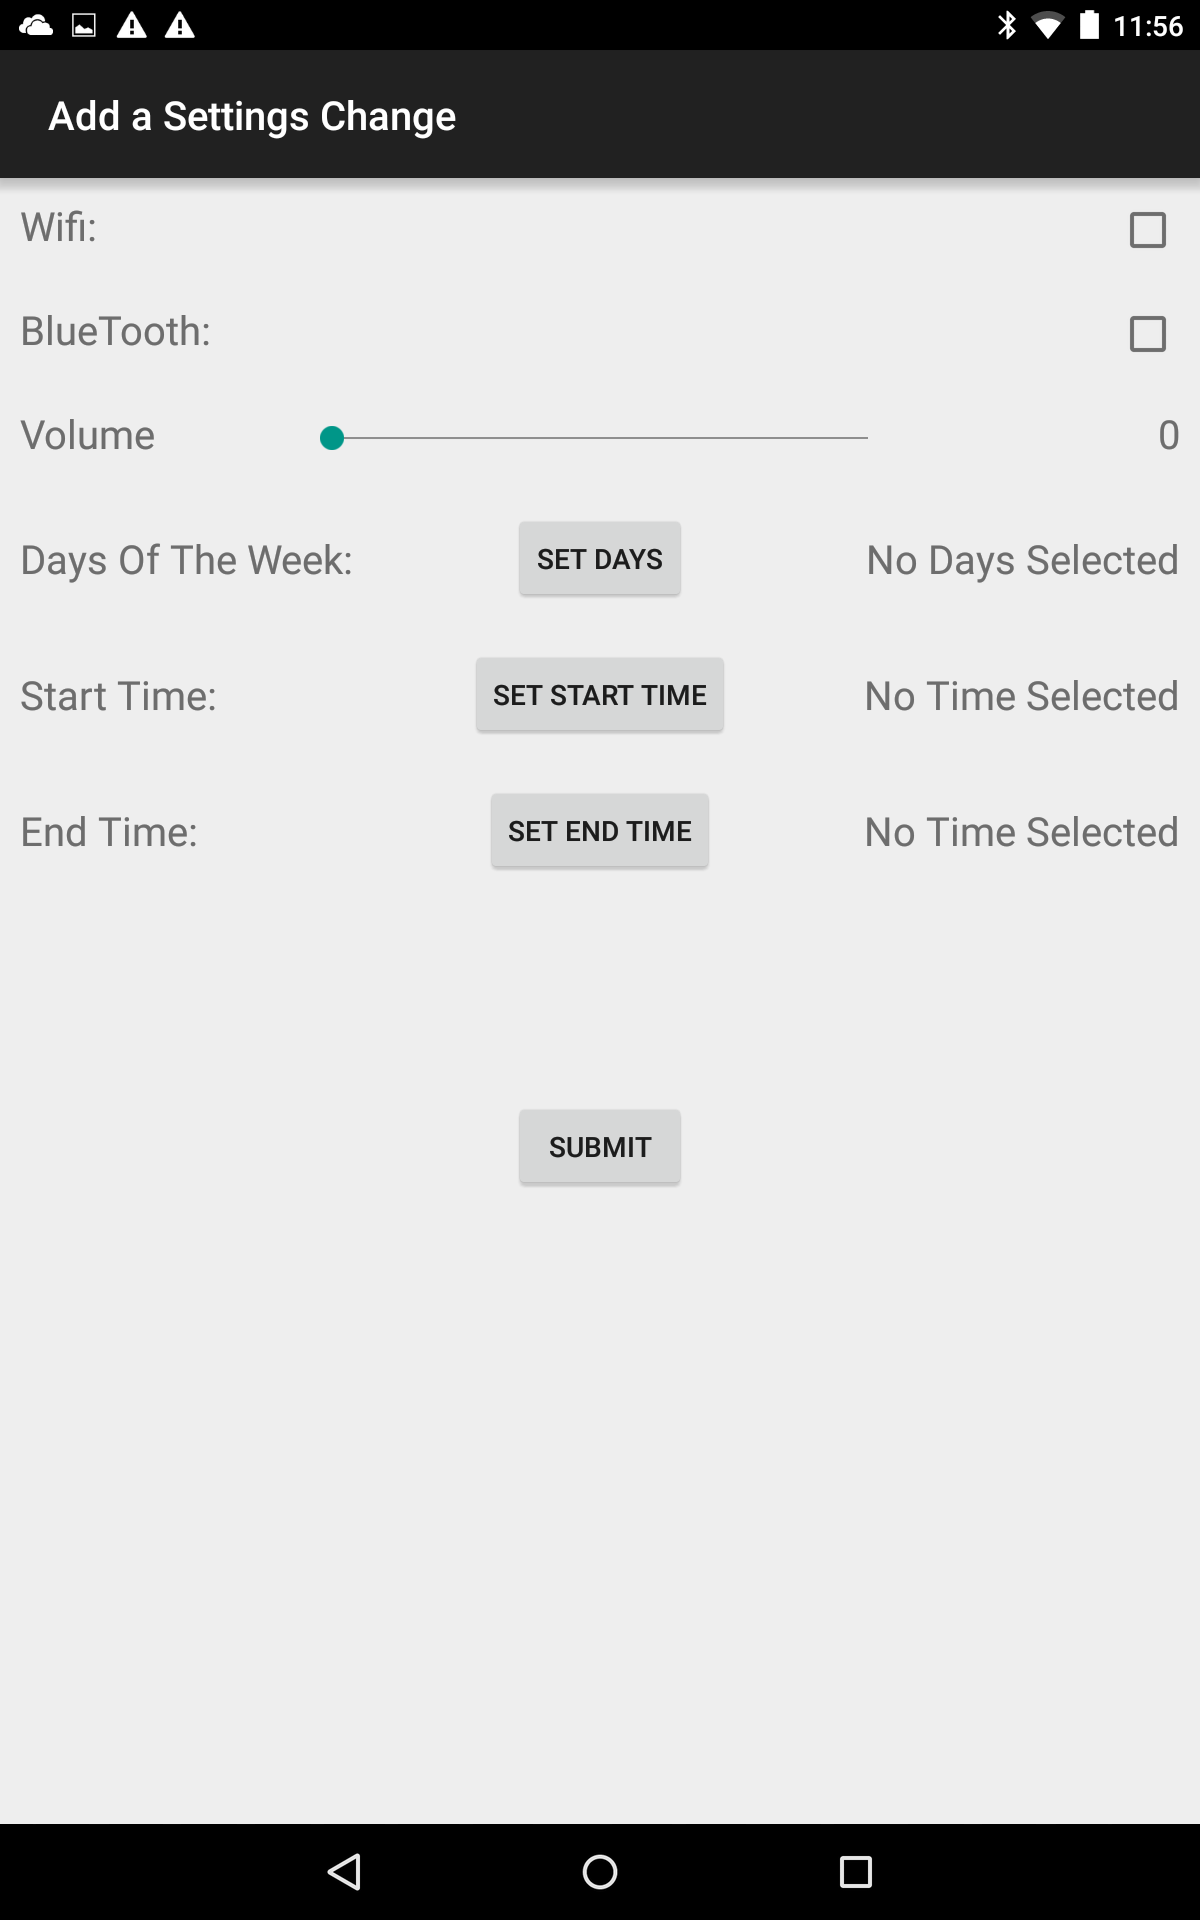 11:56
Add a Settings Change
Wifi:
BlueTooth:
Volume 0
Days Of The Week: SET DAYS No Days Selected
Start Time: SET START TIME No Time Selected
End Time: SET END TIME No Time Selected
SUBMIT